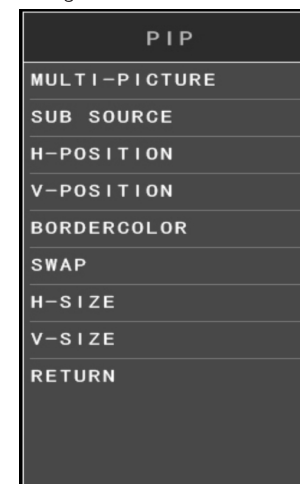 PIP
MULTI-PICTURE
SUB SOURCE
H-POSITION
V-POSITION
BORDERCOLOR
SWAP
H-SIZE
V-SIZE
RETURN